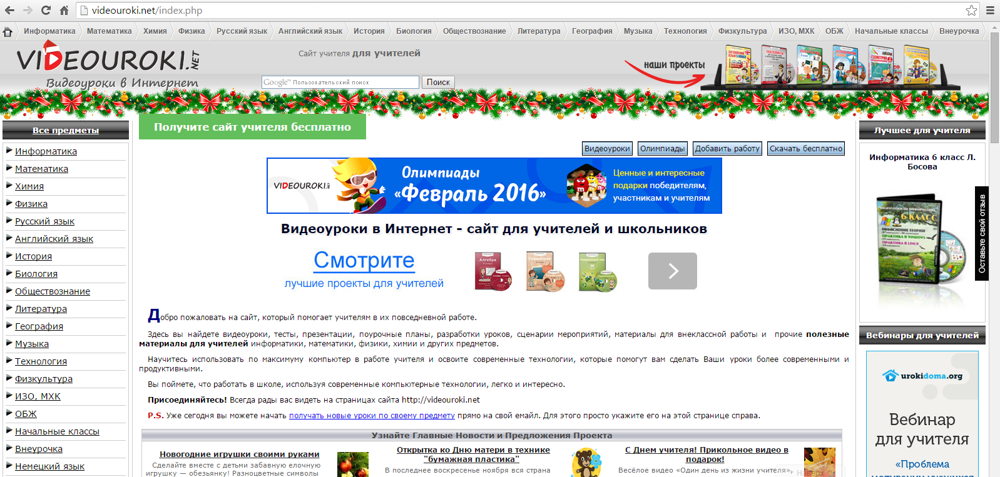 videouroki.net/index.php
Информатика Математика Химия Физика Русский язык Английский язык История Биология Обществознание Литература География Музыка Технология Физкультура ИЗО, МХК ОБЖ Начальные классы Внеурочка
VIDEOUROKI.NET
Видеоуроки в Интернет
Сайт учителя для учителей
Google™ Пользовательский поиск
Поиск
наши проекты
Все предметы
Информатика
Математика
Химия
Физика
Русский язык
Английский язык
История
Биология
Обществознание
Литература
География
Музыка
Технология
Физкультура
ИЗО, МХК
ОБЖ
Начальные классы
Внеурочка
Немецкий язык
Получите сайт учителя бесплатно
Видеоуроки Олимпиады Добавить работу Скачать бесплатно
VIDEOUROKI.NET
Олимпиады
«Февраль 2016»
Ценные и интересные
подарки победителям,
участникам и учителям
Видеоуроки в Интернет - сайт для учителей и школьников
Смотрите
лучшие проекты для учителей
Алгебра
Геометрия
Добро пожаловать на сайт, который помогает учителям в их повседневной работе.
Здесь вы найдете видеоуроки, тесты, презентации, поурочные планы, разработки уроков, сценарии мероприятий, материалы для внеклассной работы и прочие полезные
материалы для учителей информатики, математики, физики, химии и других предметов.
Научитесь использовать по максимуму компьютер в работе учителя и освоите современные технологии, которые помогут вам сделать Ваши уроки более современными и
продуктивными.
Вы поймете, что работать в школе, используя современные компьютерные технологии, легко и интересно.
Присоединяйтесь! Всегда рады вас видеть на страницах сайта http://videouroki.net
P.S. Уже сегодня вы можете начать получать новые уроки по своему предмету прямо на свой емайл. Для этого просто укажите его на этой странице справа.
Узнайте Главные Новости и Предложения Проекта
Новогодние игрушки своими руками
Сделайте вместе с детьми забавную елочную
игрушку — обезьянку! Разноцветные символы
Открытка ко Дню матери в технике
"бумажная пластика"
В последнее воскресенье ноября вся страна
С Днем учителя! Прикольное видео в
подарок!
Весёлое видео «Один день из жизни учителя»,
Наверх
Лучшее для учителя
Информатика 6 класс Л.
Босова
6 КЛАСС
ОБЪЯСНЕНИЕ ТЕОРИИ
ПРАКТИКА В WINDOWS
ПРАКТИКА В LINUX
Оставьте свой отзыв
Вебинары для учителей
urokidoma.org
Вебинар
для учителя
«Проблема
мотивации учащихся